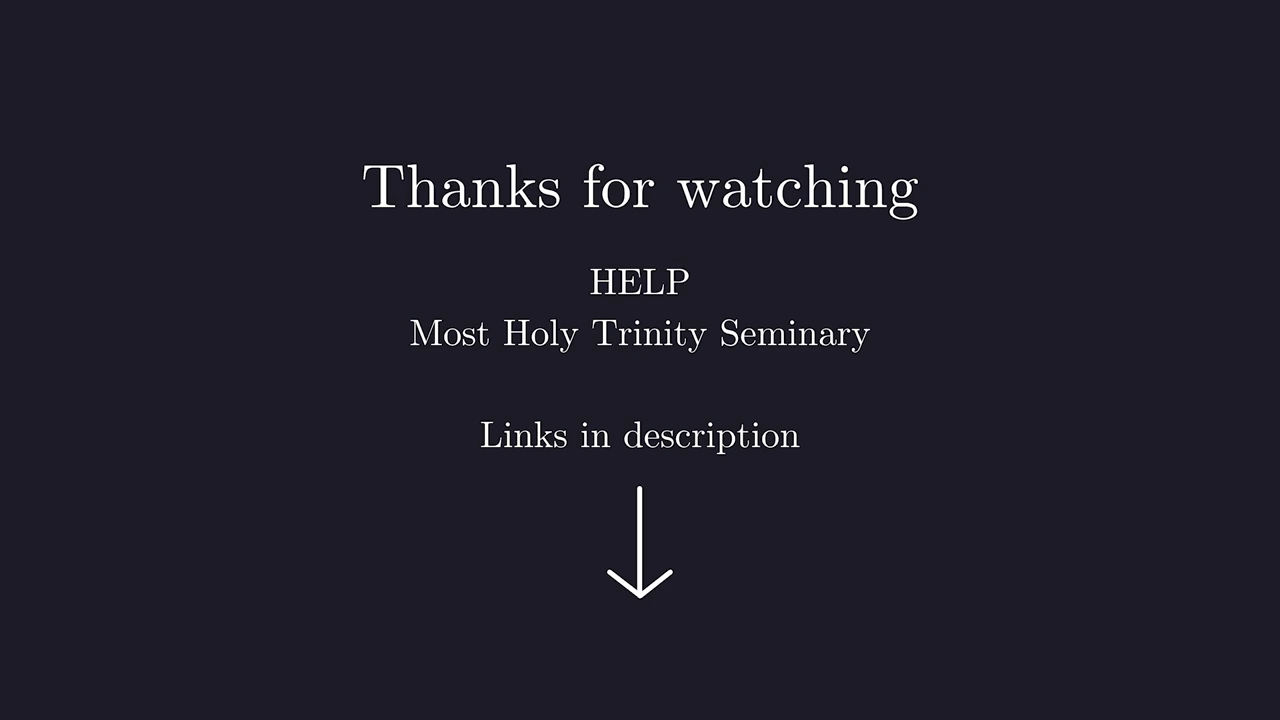 Thanks for watching
HELP
Most Holy Trinity Seminary
Links in description